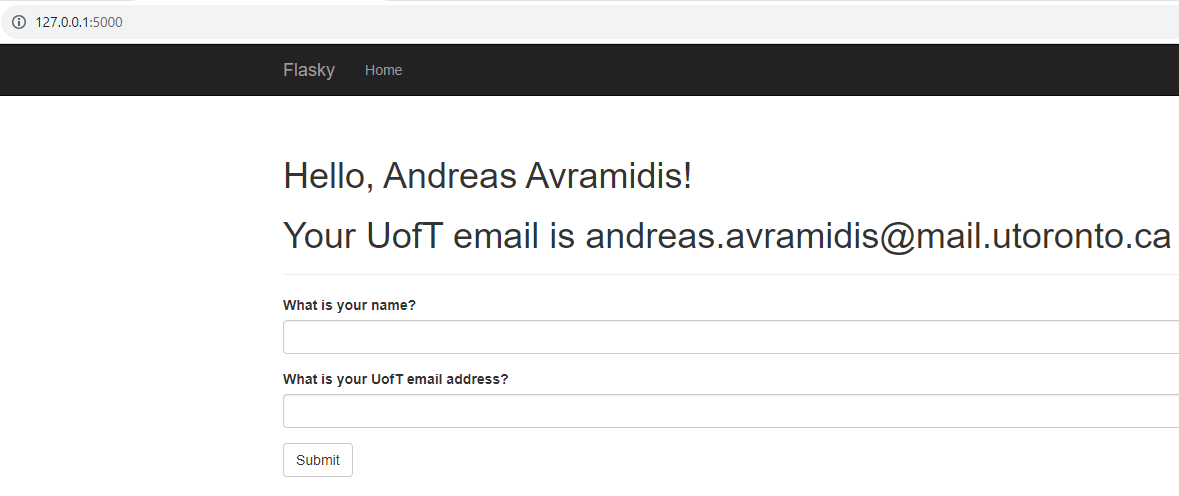 127.0.0.1:5000
Flasky Home
Hello, Andreas Avramidis!
Your UofT email is andreas.avramidis@mail.utoronto.ca
What is your name?
What is your UofT email address?
Submit